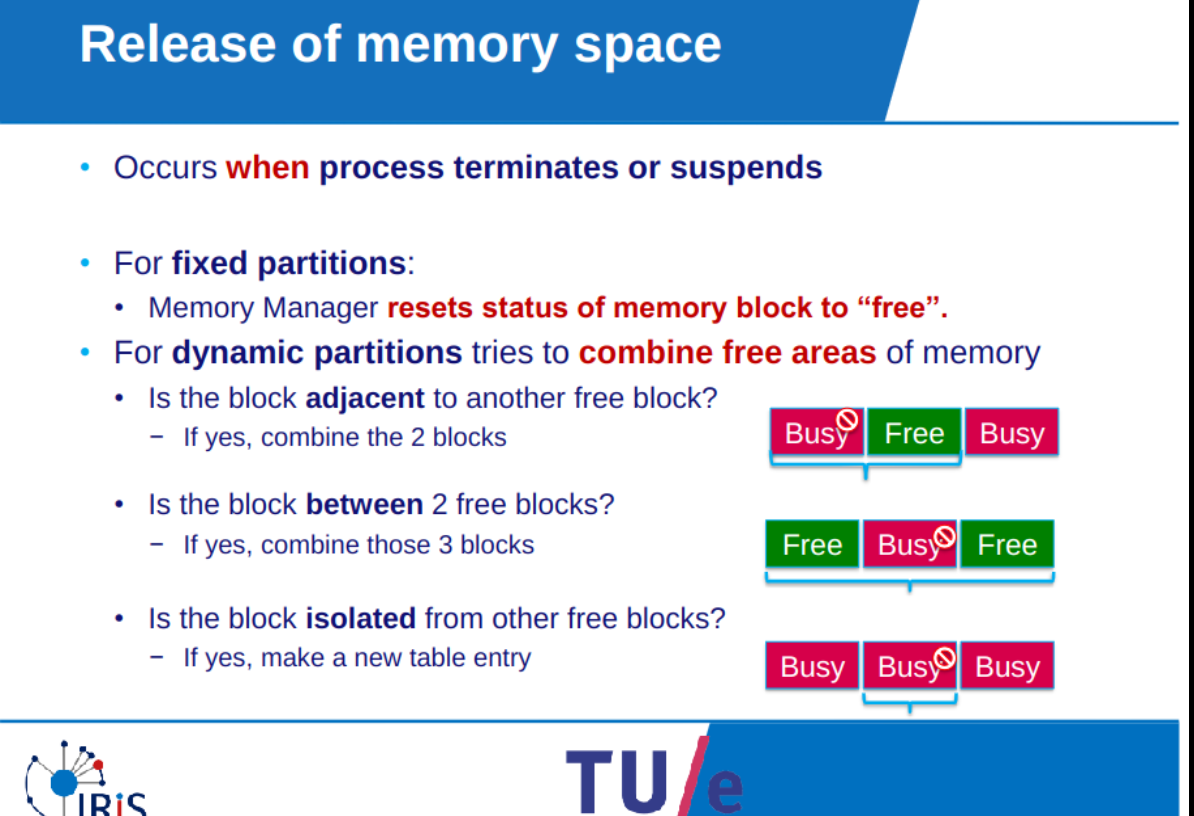 Release of memory space
• Occurs when process terminates or suspends
• For fixed partitions:
• Memory Manager resets status of memory block to “free”.
• For dynamic partitions tries to combine free areas of memory
• Is the block adjacent to another free block?
− If yes, combine the 2 blocks
Busy Free Busy
• Is the block between 2 free blocks?
− If yes, combine those 3 blocks
Free Busy Free
• Is the block isolated from other free blocks?
− If yes, make a new table entry
Busy Busy Busy
IRiS
TU/e